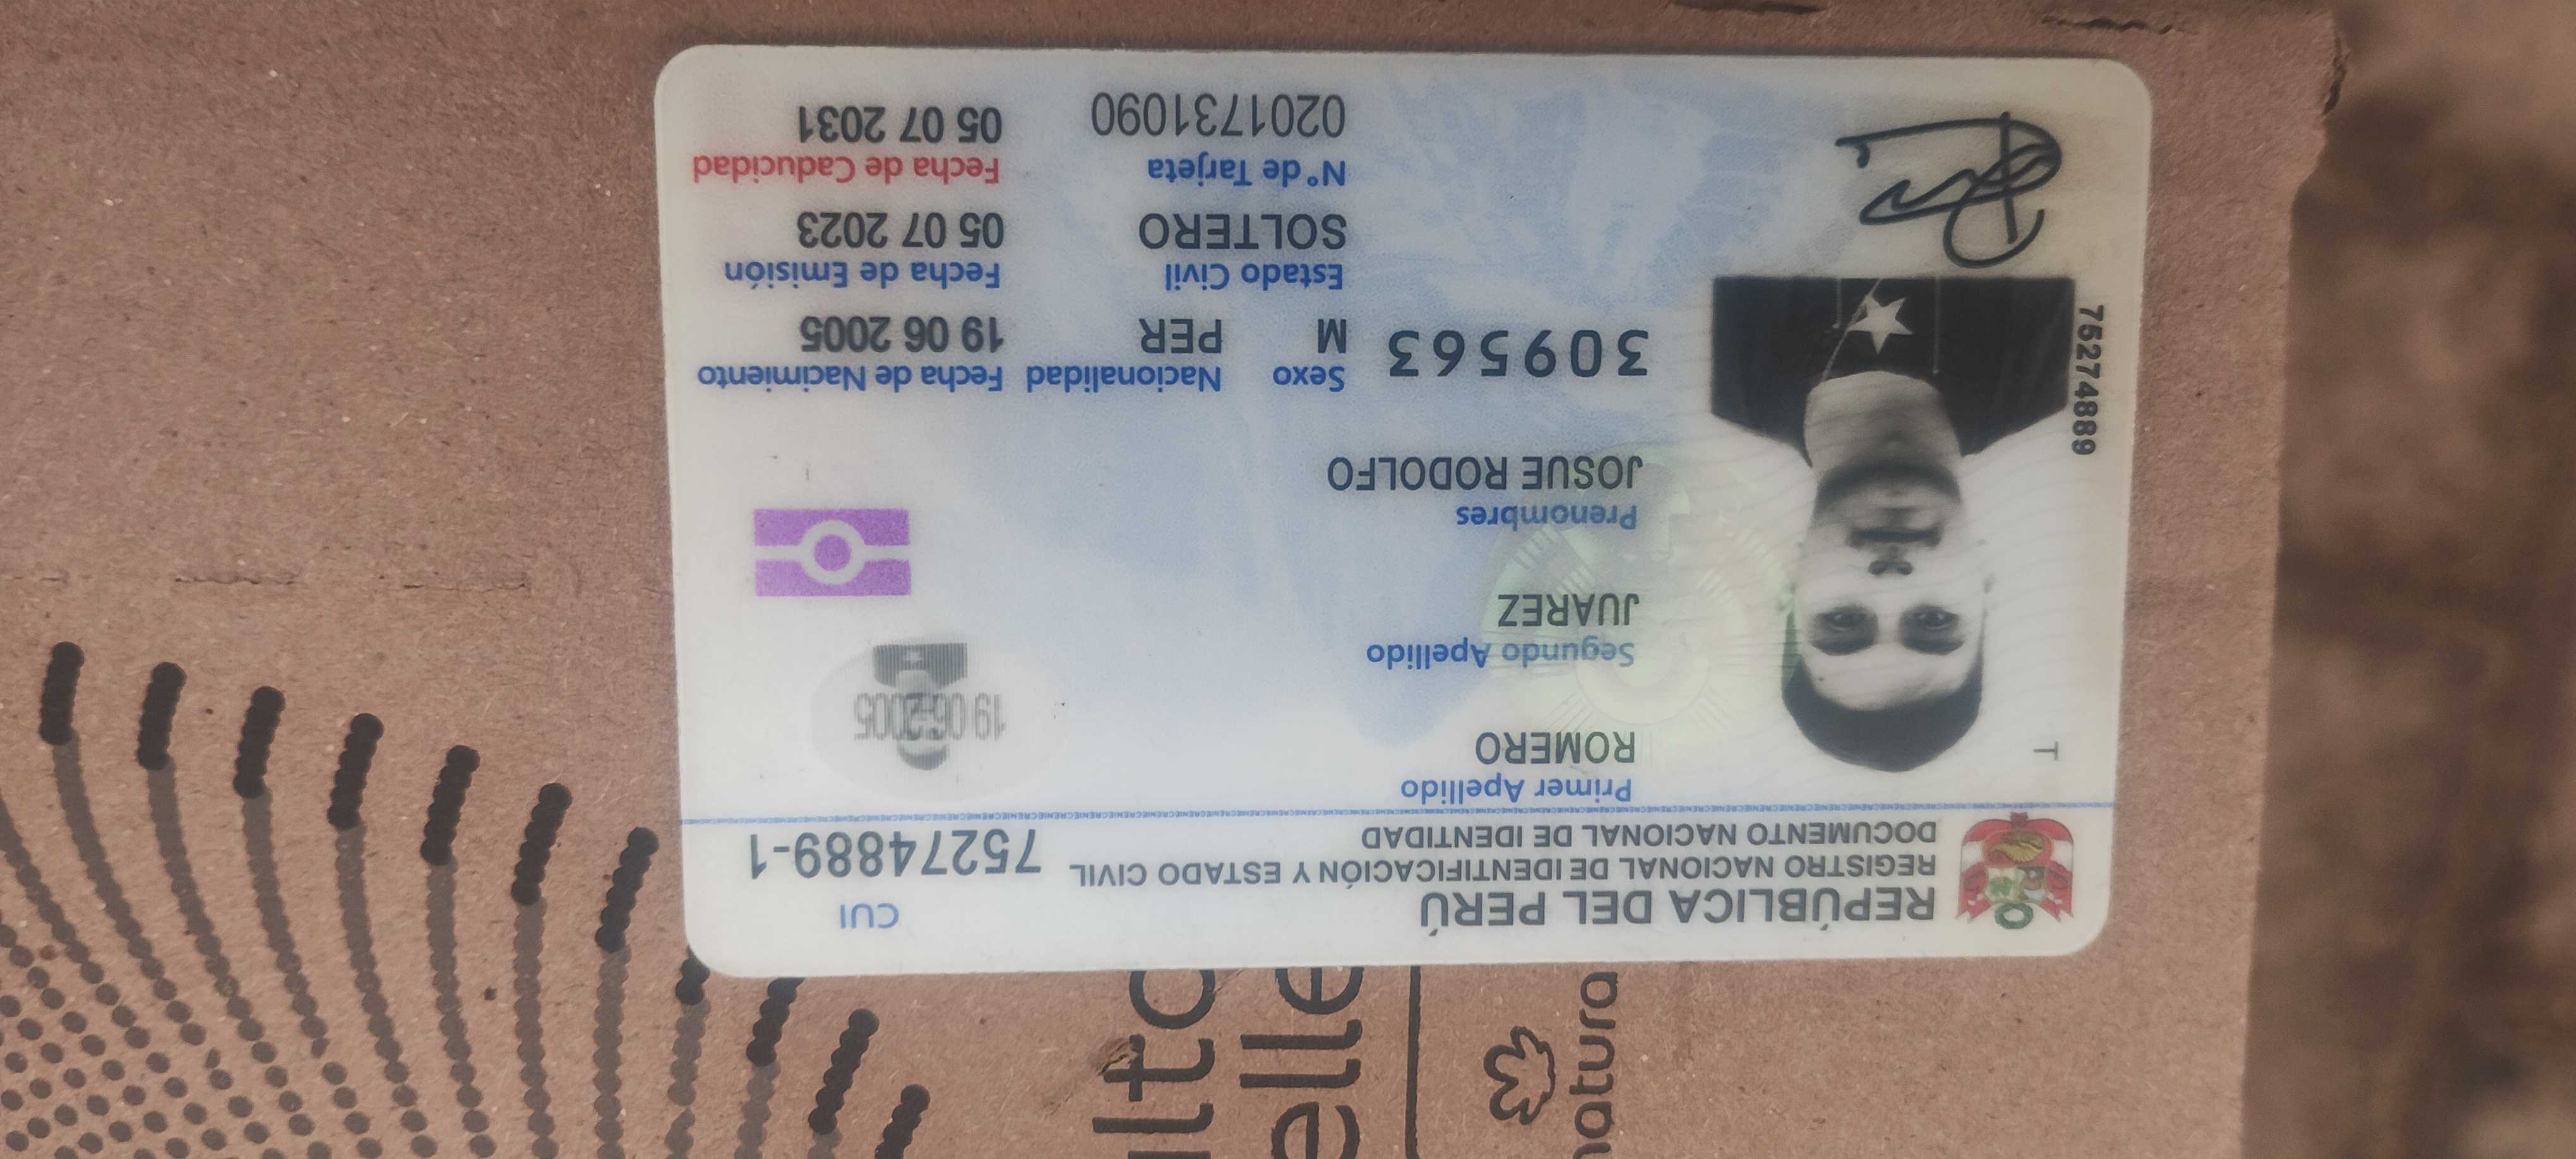 REPÚBLICA DEL PERÚ
REGISTRO NACIONAL DE IDENTIFICACIÓN Y ESTADO CIVIL
DOCUMENTO NACIONAL DE IDENTIDAD
CUI
75274889-1
Primer Apellido
ROMERO
Segundo Apellido
JUAREZ
Prenombres
JOSUE RODOLFO
T
75274889
19 06 2005
309563
Sexo
M
Nacionalidad
PER
Fecha de Nacimiento
19 06 2005
Estado Civil
SOLTERO
Fecha de Emisión
05 07 2023
N° de Tarjeta
0201731090
Fecha de Caducidad
05 07 2031
natura